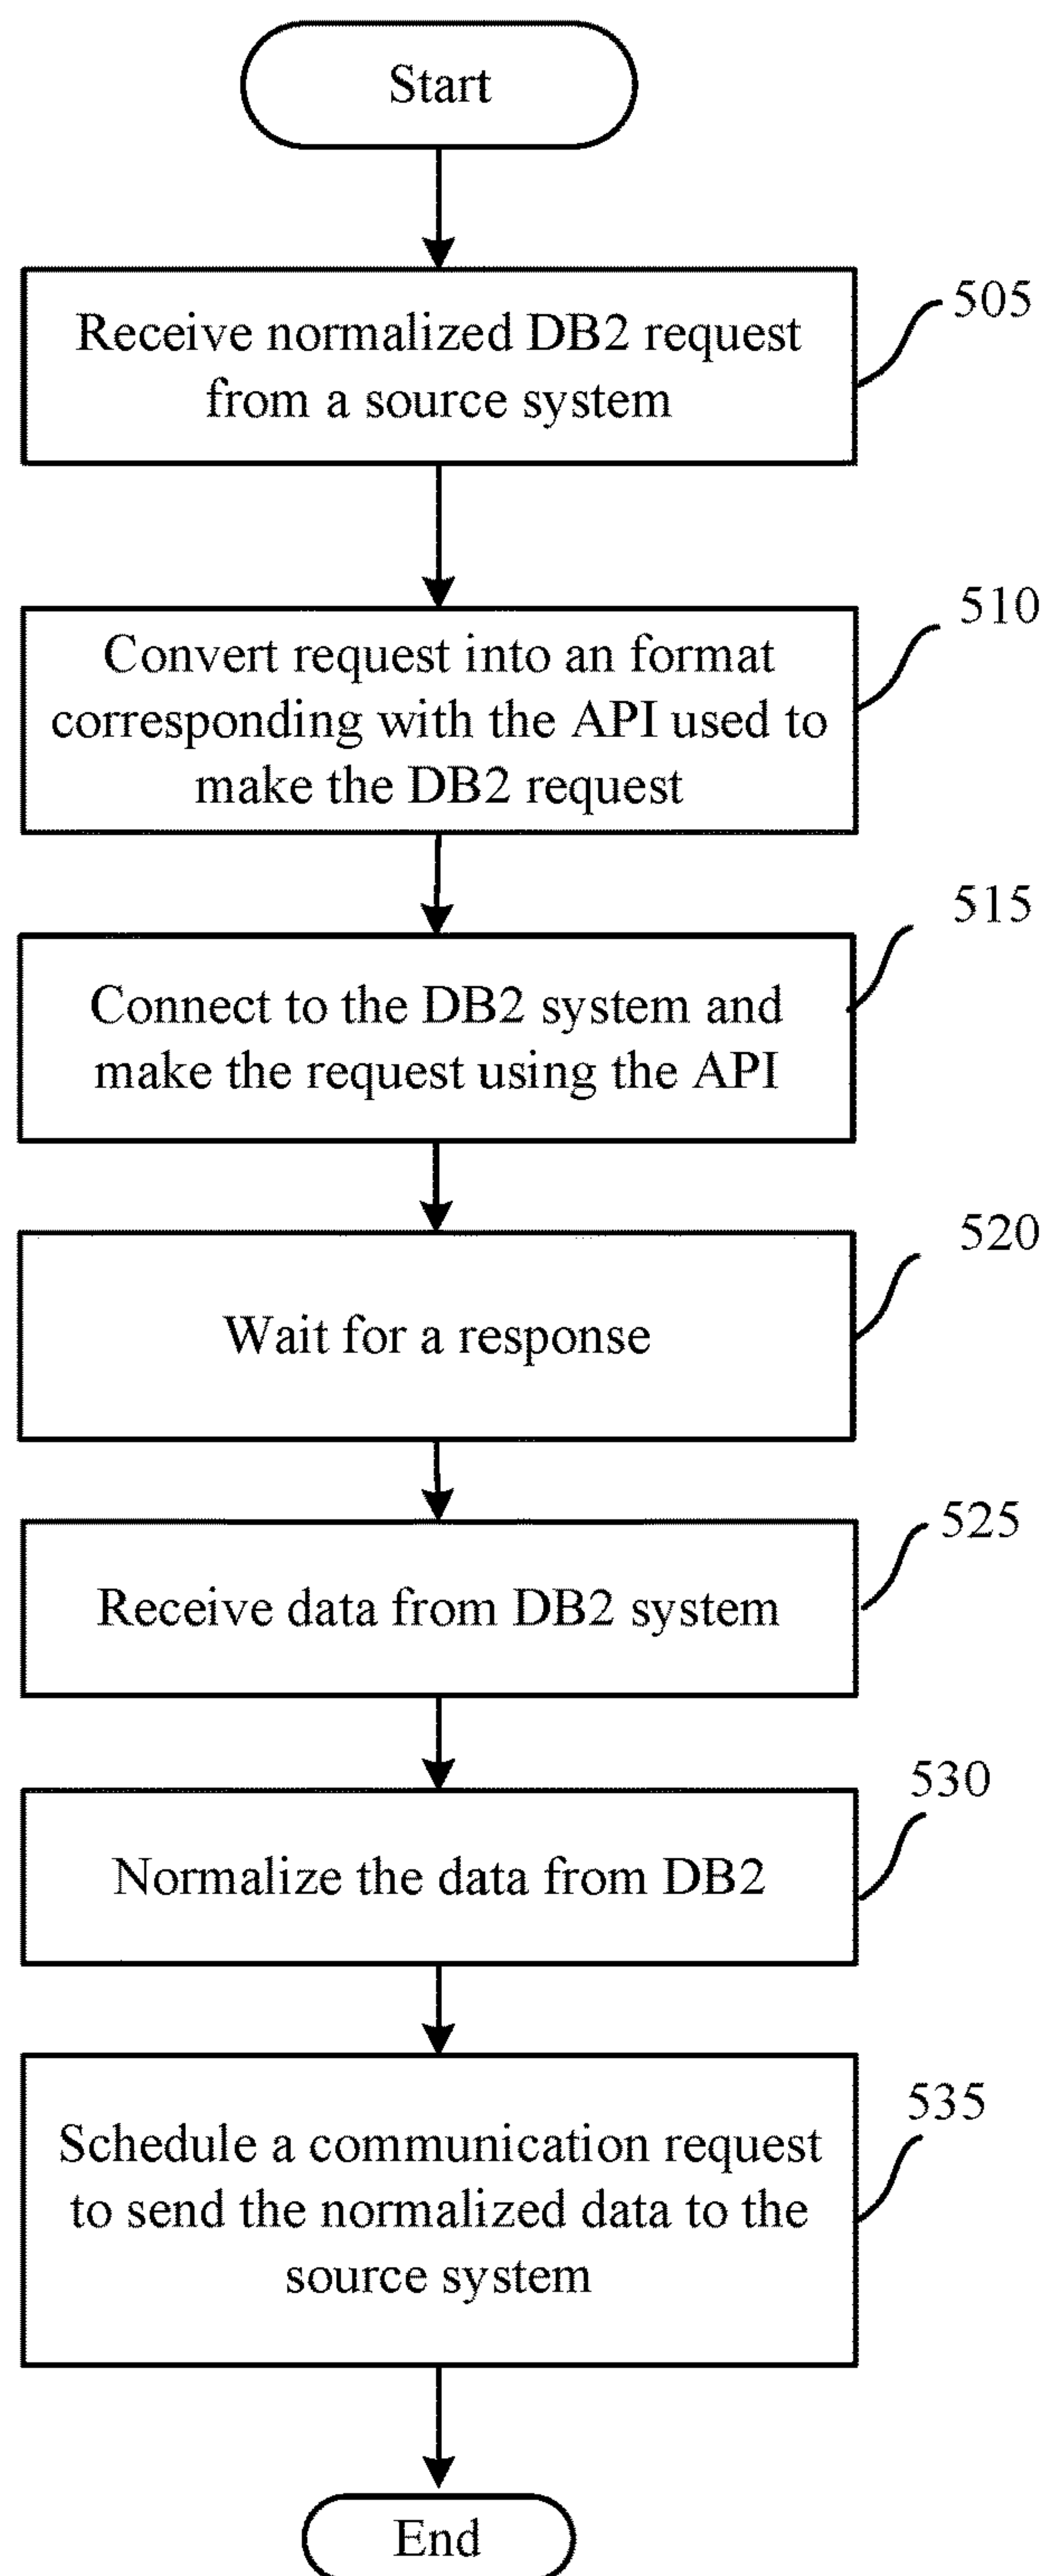 Start
Receive normalized DB2 request
from a source system
505
Convert request into an format
corresponding with the API used to
make the DB2 request
510
Connect to the DB2 system and
make the request using the API
515
Wait for a response
520
Receive data from DB2 system
525
Normalize the data from DB2
530
Schedule a communication request
to send the normalized data to the
source system
535
End